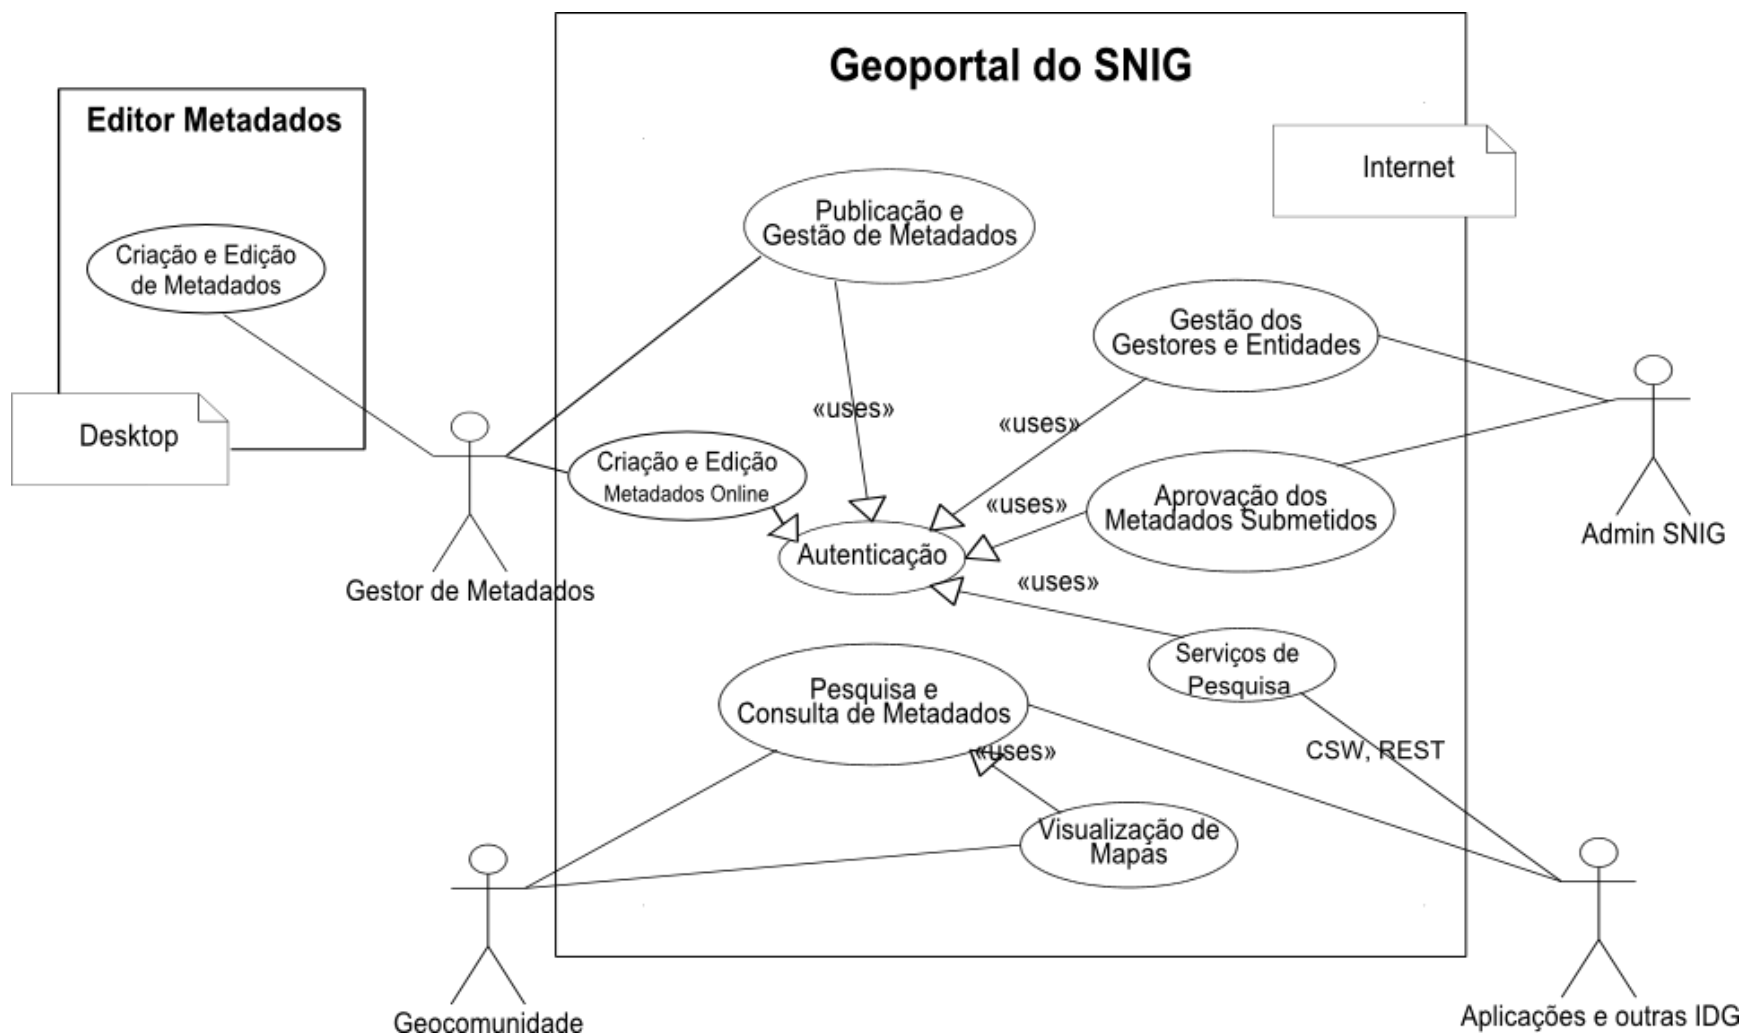 Geoportal do SNIG
Editor Metadados
Internet
Publicação e
Gestão de Metadados
Criação e Edição
de Metadados
Gestão dos
Gestores e Entidades
«uses»
«uses»
Desktop
Criação e Edição
Metadados Online
«uses»
Aprovação dos
Metadados Submetidos
Admin SNIG
Autenticação
«uses»
Gestor de Metadados
Serviços de
Pesquisa
Pesquisa e
Consulta de Metadados
«uses»
CSW, REST
Visualização de
Mapas
Geocomunidade
Aplicações e outras IDG